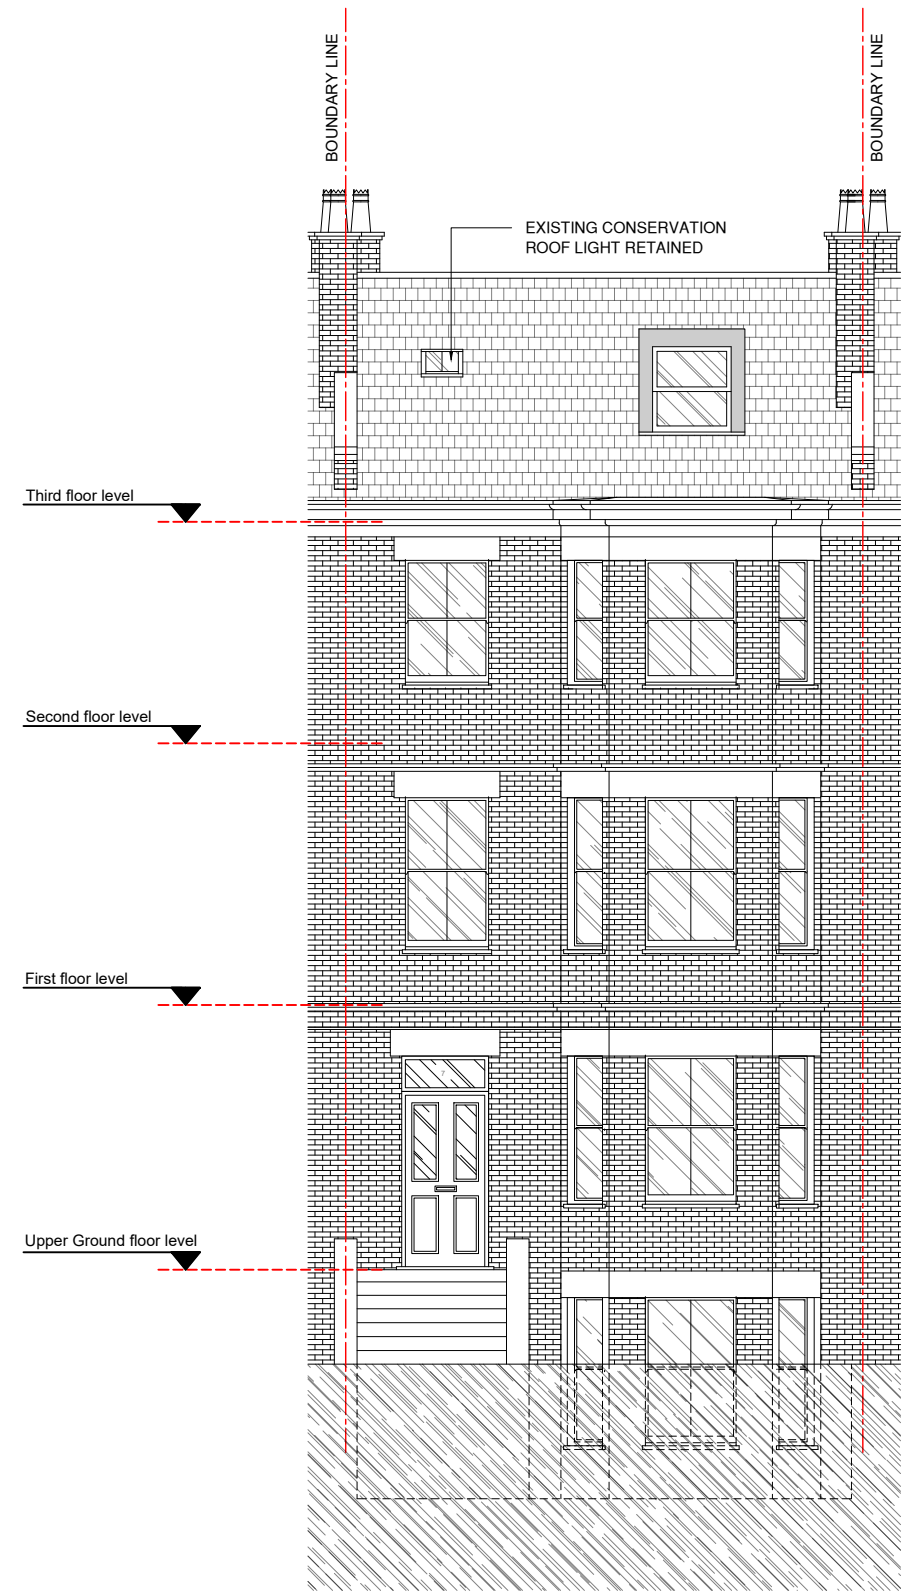 BOUNDARY LINE
BOUNDARY LINE
EXISTING CONSERVATION
ROOF LIGHT RETAINED
Third floor level
Second floor level
First floor level
7
Upper Ground floor level